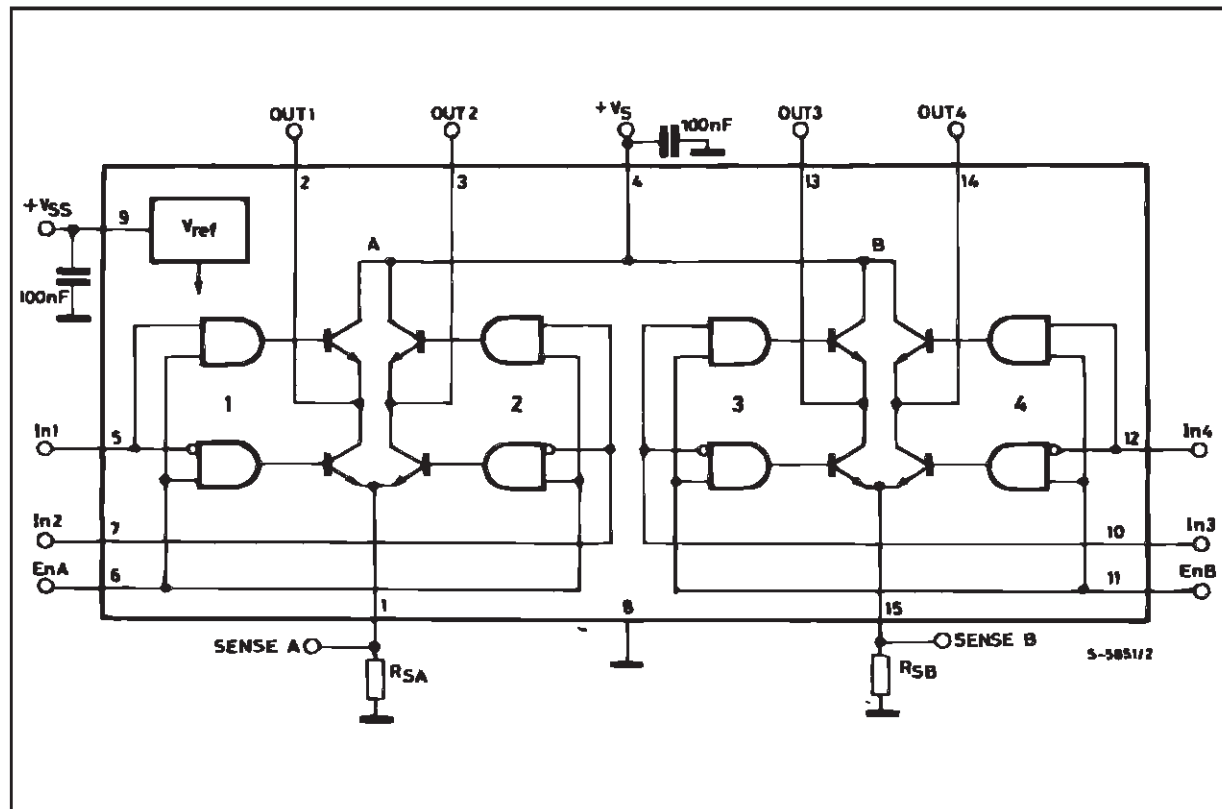 OUT1 OUT2 +VS 100nF OUT3 OUT4
2 3 4 13 14
+VSS 9 Vref A B
100nF
1 2 3 4
In1 5 12 In4
In2 7 10 In3
EnA 6 11 EnB
1 8 15
SENSE A SENSE B S-5851/2
RSA RSB